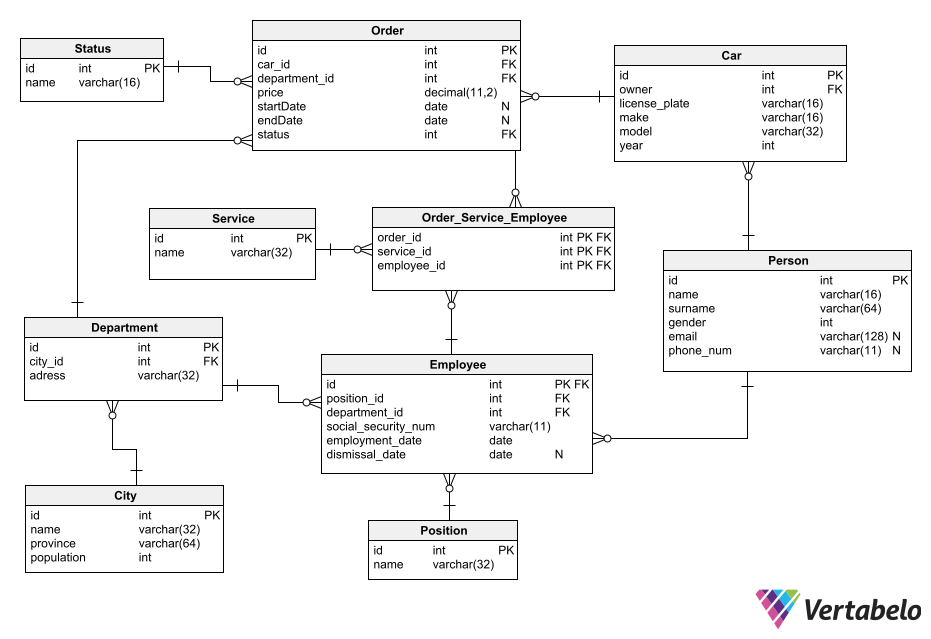 Order
id int PK
car_id int FK
department_id int FK
price decimal(11,2)
startDate date N
endDate date N
status int FK
Status
id int PK
name varchar(16)
Car
id int PK
owner int FK
license_plate varchar(16)
make varchar(16)
model varchar(32)
year int
Service
id int PK
name varchar(32)
Order_Service_Employee
order_id int PK FK
service_id int PK FK
employee_id int PK FK
Person
id int PK
name varchar(16)
surname varchar(64)
gender int
email varchar(128) N
phone_num varchar(11) N
Department
id int PK
city_id int FK
adress varchar(32)
Employee
id int PK FK
position_id int FK
department_id int FK
social_security_num varchar(11)
employment_date date
dismissal_date date N
City
id int PK
name varchar(32)
province varchar(64)
population int
Position
id int PK
name varchar(32)
Vertabelo